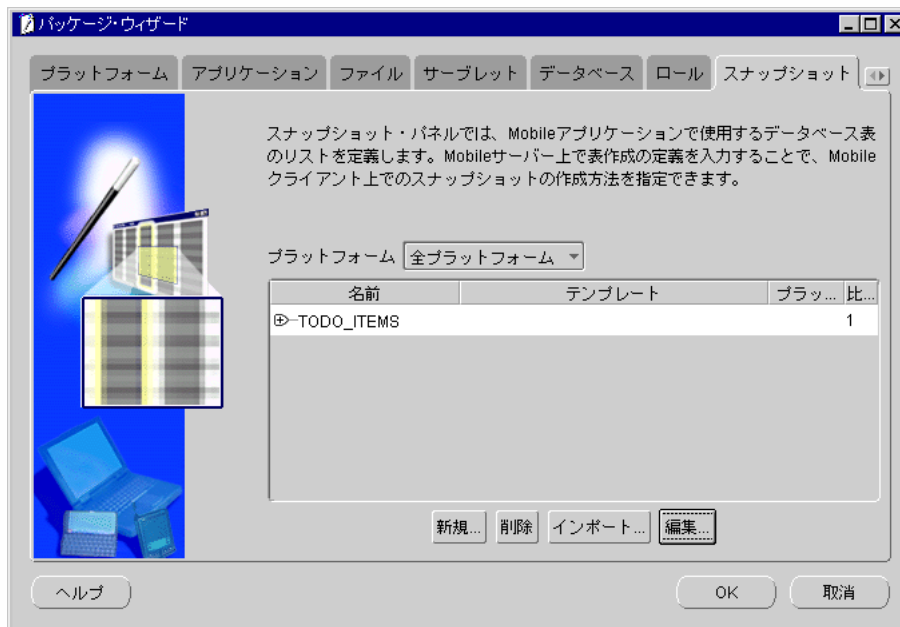 パッケージ・ウィザード
プラットフォーム アプリケーション ファイル サーブレット データベース ロール スナップショット
スナップショット・パネルでは、Mobileアプリケーションで使用するデータベース表
のリストを定義します。Mobileサーバー上で表作成の定義を入力することで、Mobile
クライアント上でのスナップショットの作成方法を指定できます。
プラットフォーム 全プラットフォーム
名前 テンプレート プラッ... 比...
TODO_ITEMS 1
新規... 削除 インポート... 編集...
ヘルプ OK 取消